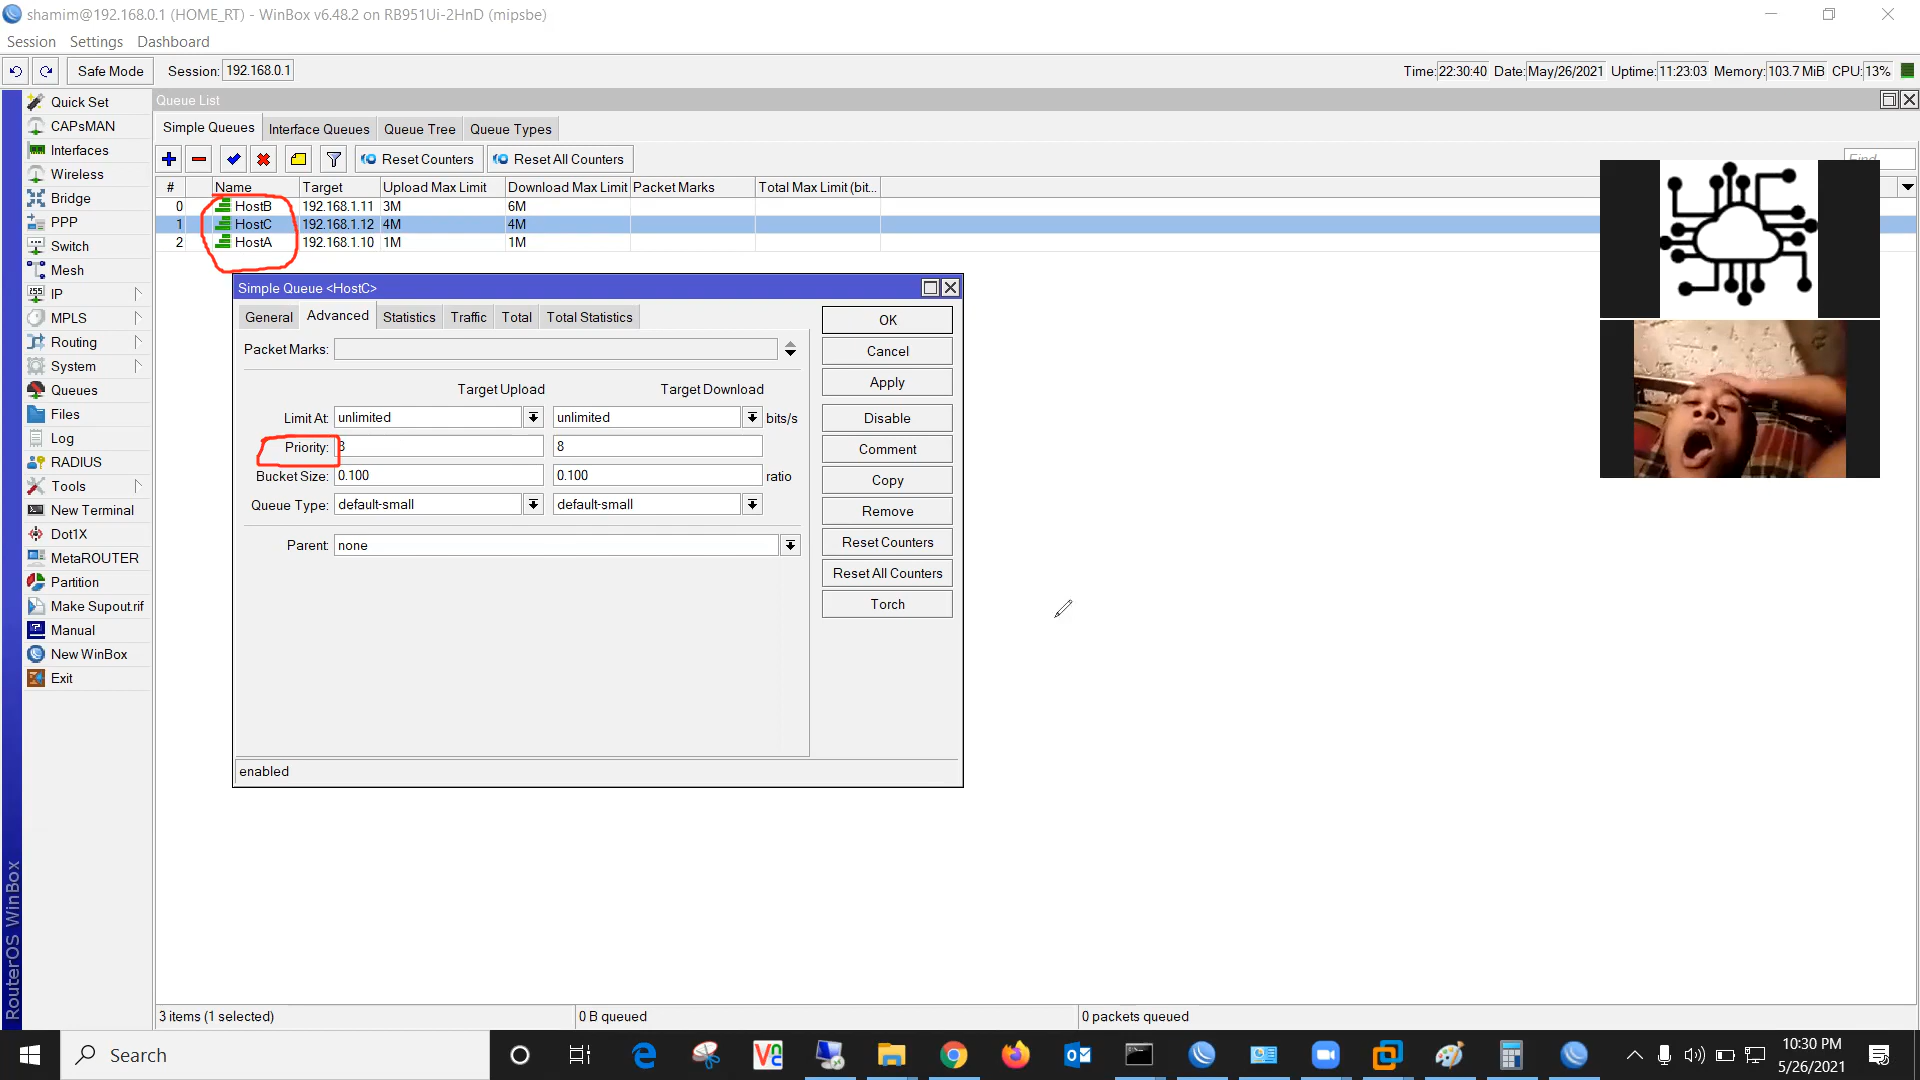 shamim@192.168.0.1 (HOME_RT) - WinBox v6.48.2 on RB951Ui-2HnD (mipsbe)
Session Settings Dashboard
Safe Mode Session: 192.168.0.1 Time: 22:30:40 Date: May/26/2021 Uptime: 11:23:03 Memory: 103.7 MiB CPU: 13%
Quick Set
CAPsMAN
Interfaces
Wireless
Bridge
PPP
Switch
Mesh
IP
MPLS
Routing
System
Queues
Files
Log
RADIUS
Tools
New Terminal
Dot1X
MetaROUTER
Partition
Make Supout.rif
Manual
New WinBox
Exit
RouterOS WinBox
Queue List
Simple Queues Interface Queues Queue Tree Queue Types
Reset Counters Reset All Counters Find
# Name Target Upload Max Limit Download Max Limit Packet Marks Total Max Limit (bit...
0 HostB 192.168.1.11 3M 6M
1 HostC 192.168.1.12 4M 4M
2 HostA 192.168.1.10 1M 1M
Simple Queue <HostC>
General Advanced Statistics Traffic Total Total Statistics
Packet Marks:
Target Upload Target Download
Limit At: unlimited unlimited bits/s
Priority: 8 8
Bucket Size: 0.100 0.100 ratio
Queue Type: default-small default-small
Parent: none
enabled
OK
Cancel
Apply
Disable
Comment
Copy
Remove
Reset Counters
Reset All Counters
Torch
3 items (1 selected) 0 B queued 0 packets queued
Search
10:30 PM
5/26/2021